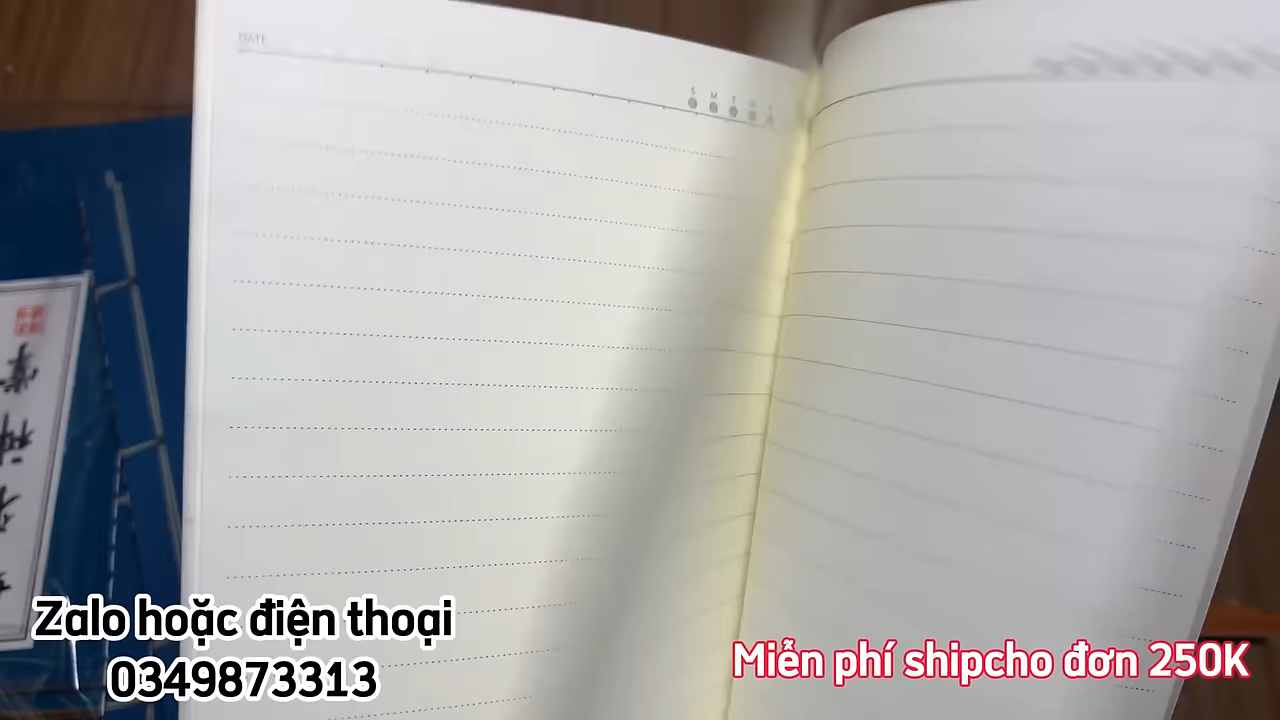 DATE
S M
Zalo hoặc điện thoại
0349873313
Miễn phí shipcho đơn 250K